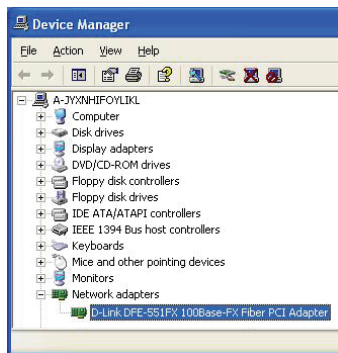 Device Manager
File Action View Help
A-JYXNHIFOYLIKL
Computer
Disk drives
Display adapters
DVD/CD-ROM drives
Floppy disk controllers
Floppy disk drives
IDE ATA/ATAPI controllers
IEEE 1394 Bus host controllers
Keyboards
Mice and other pointing devices
Monitors
Network adapters
D-Link DFE-551FX 100Base-FX Fiber PCI Adapter